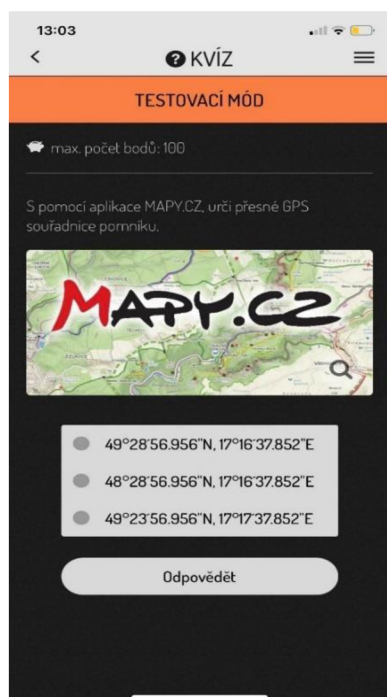 13:03
KVÍZ
TESTOVACÍ MÓD
max. počet bodů: 100
S pomocí aplikace MAPY.CZ, urči přesné GPS
souřadnice pomníku.
MAPY.CZ
49°28'56.956"N, 17°16'37.852"E
48°28'56.956"N, 17°16'37.852"E
49°23'56.956"N, 17°17'37.852"E
Odpovědět